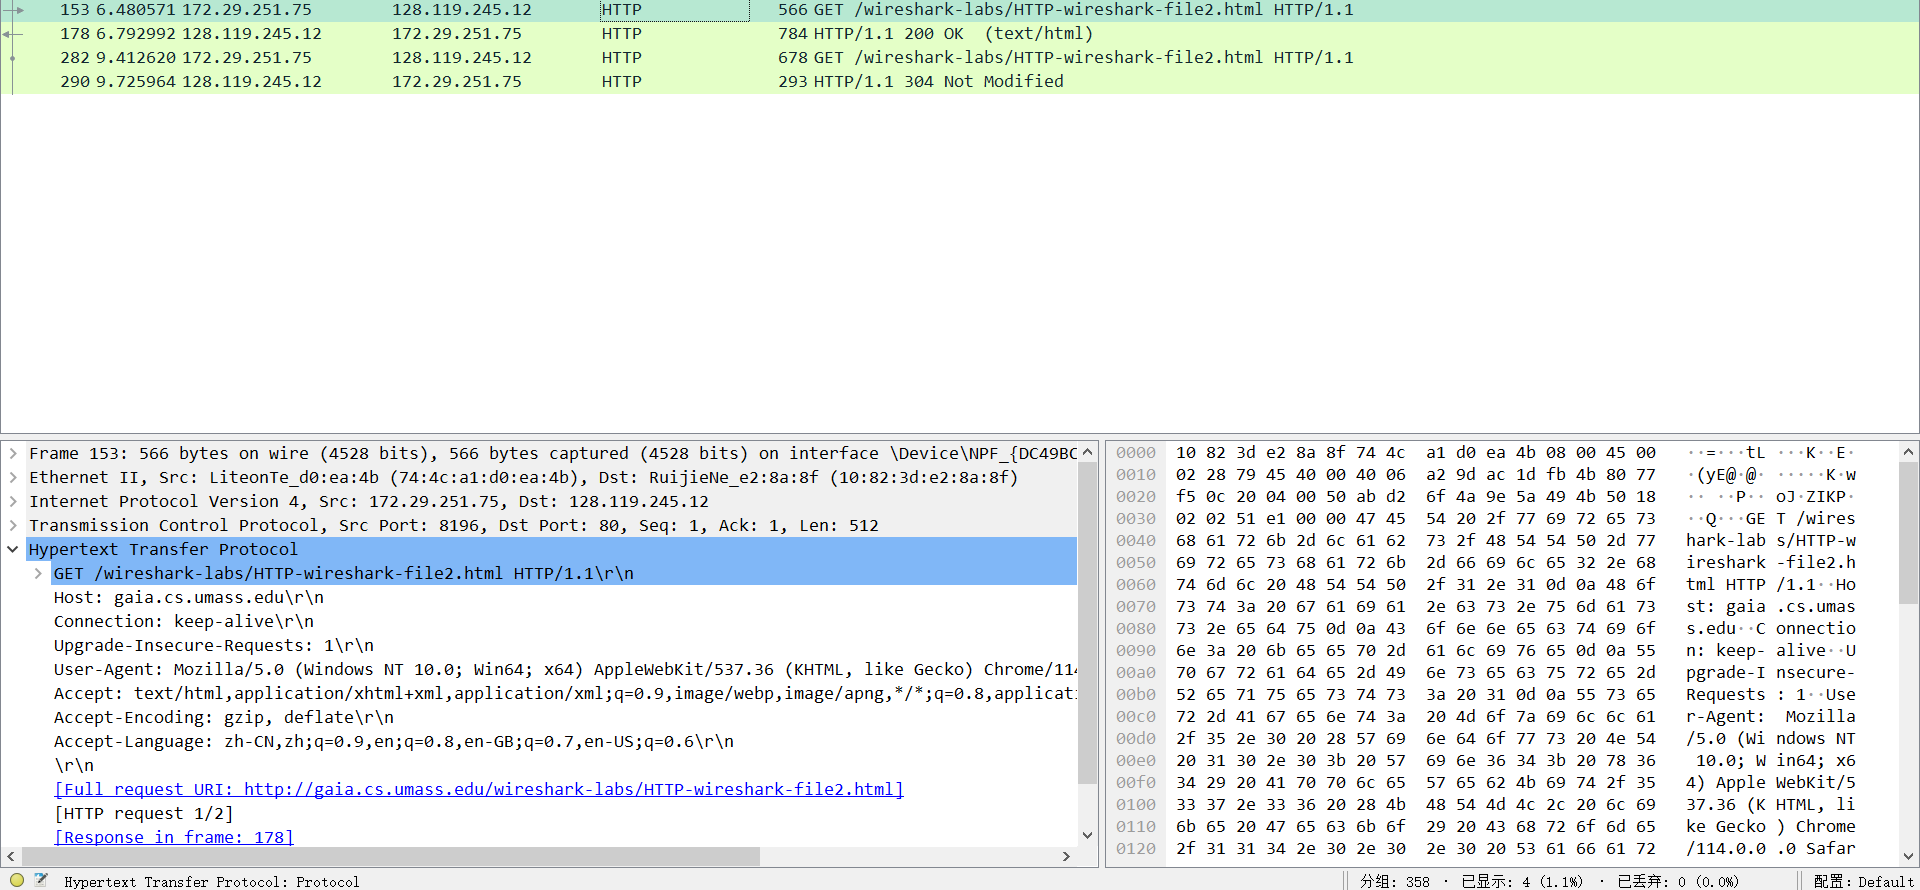 153 6.480571 172.29.251.75 128.119.245.12 HTTP 566 GET /wireshark-labs/HTTP-wireshark-file2.html HTTP/1.1
178 6.792992 128.119.245.12 172.29.251.75 HTTP 784 HTTP/1.1 200 OK  (text/html)
282 9.412620 172.29.251.75 128.119.245.12 HTTP 678 GET /wireshark-labs/HTTP-wireshark-file2.html HTTP/1.1
290 9.725964 128.119.245.12 172.29.251.75 HTTP 293 HTTP/1.1 304 Not Modified
Frame 153: 566 bytes on wire (4528 bits), 566 bytes captured (4528 bits) on interface \Device\NPF_{DC49BC
Ethernet II, Src: LiteonTe_d0:ea:4b (74:4c:a1:d0:ea:4b), Dst: RuijieNe_e2:8a:8f (10:82:3d:e2:8a:8f)
Internet Protocol Version 4, Src: 172.29.251.75, Dst: 128.119.245.12
Transmission Control Protocol, Src Port: 8196, Dst Port: 80, Seq: 1, Ack: 1, Len: 512
Hypertext Transfer Protocol
GET /wireshark-labs/HTTP-wireshark-file2.html HTTP/1.1\r\n
Host: gaia.cs.umass.edu\r\n
Connection: keep-alive\r\n
Upgrade-Insecure-Requests: 1\r\n
User-Agent: Mozilla/5.0 (Windows NT 10.0; Win64; x64) AppleWebKit/537.36 (KHTML, like Gecko) Chrome/114
Accept: text/html,application/xhtml+xml,application/xml;q=0.9,image/webp,image/apng,*/*;q=0.8,applicati
Accept-Encoding: gzip, deflate\r\n
Accept-Language: zh-CN,zh;q=0.9,en;q=0.8,en-GB;q=0.7,en-US;q=0.6\r\n
\r\n
[Full request URI: http://gaia.cs.umass.edu/wireshark-labs/HTTP-wireshark-file2.html]
[HTTP request 1/2]
[Response in frame: 178]
0000 10 82 3d e2 8a 8f 74 4c a1 d0 ea 4b 08 00 45 00 ··=···tL ···K··E·
0010 02 28 79 45 40 00 40 06 a2 9d ac 1d fb 4b 80 77 ·(yE@·@· ·····K·w
0020 f5 0c 20 04 00 50 ab d2 6f 4a 9e 5a 49 4b 50 18 ·· ··P·· oJ·ZIKP·
0030 02 02 51 e1 00 00 47 45 54 20 2f 77 69 72 65 73 ··Q···GE T /wires
0040 68 61 72 6b 2d 6c 61 62 73 2f 48 54 54 50 2d 77 hark-lab s/HTTP-w
0050 69 72 65 73 68 61 72 6b 2d 66 69 6c 65 32 2e 68 ireshark -file2.h
0060 74 6d 6c 20 48 54 54 50 2f 31 2e 31 0d 0a 48 6f tml HTTP /1.1··Ho
0070 73 74 3a 20 67 61 69 61 2e 63 73 2e 75 6d 61 73 st: gaia .cs.umas
0080 73 2e 65 64 75 0d 0a 43 6f 6e 6e 65 63 74 69 6f s.edu··C onnectio
0090 6e 3a 20 6b 65 65 70 2d 61 6c 69 76 65 0d 0a 55 n: keep- alive··U
00a0 70 67 72 61 64 65 2d 49 6e 73 65 63 75 72 65 2d pgrade-I nsecure-
00b0 52 65 71 75 65 73 74 73 3a 20 31 0d 0a 55 73 65 Requests : 1··Use
00c0 72 2d 41 67 65 6e 74 3a 20 4d 6f 7a 69 6c 6c 61 r-Agent:  Mozilla
00d0 2f 35 2e 30 20 28 57 69 6e 64 6f 77 73 20 4e 54 /5.0 (Wi ndows NT
00e0 20 31 30 2e 30 3b 20 57 69 6e 36 34 3b 20 78 36 10.0; W in64; x6
00f0 34 29 20 41 70 70 6c 65 57 65 62 4b 69 74 2f 35 4) Apple WebKit/5
0100 33 37 2e 33 36 20 28 4b 48 54 4d 4c 2c 20 6c 69 37.36 (K HTML, li
0110 6b 65 20 47 65 63 6b 6f 29 20 43 68 72 6f 6d 65 ke Gecko ) Chrome
0120 2f 31 31 34 2e 30 2e 30 2e 30 20 53 61 66 61 72 /114.0.0 .0 Safar
Hypertext Transfer Protocol: Protocol
分组: 358 · 已显示: 4 (1.1%) · 已丢弃: 0 (0.0%)
配置: Default